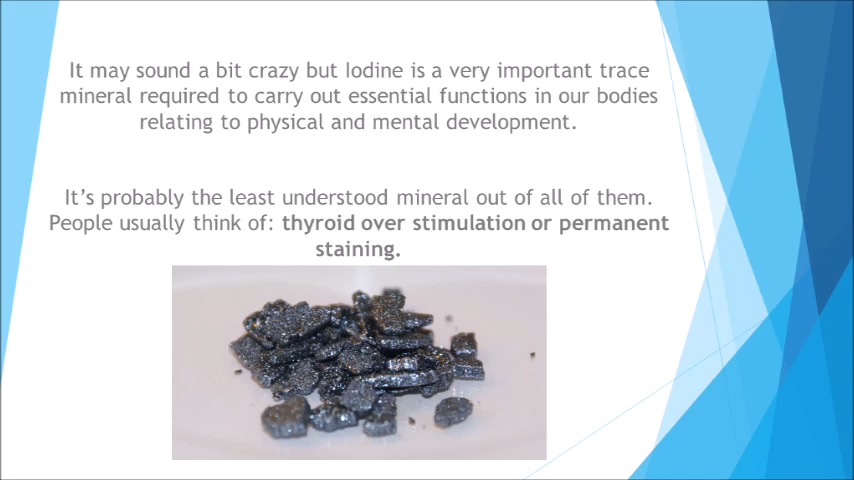 It may sound a bit crazy but Iodine is a very important trace
mineral required to carry out essential functions in our bodies
relating to physical and mental development.
It’s probably the least understood mineral out of all of them.
People usually think of: thyroid over stimulation or permanent
staining.